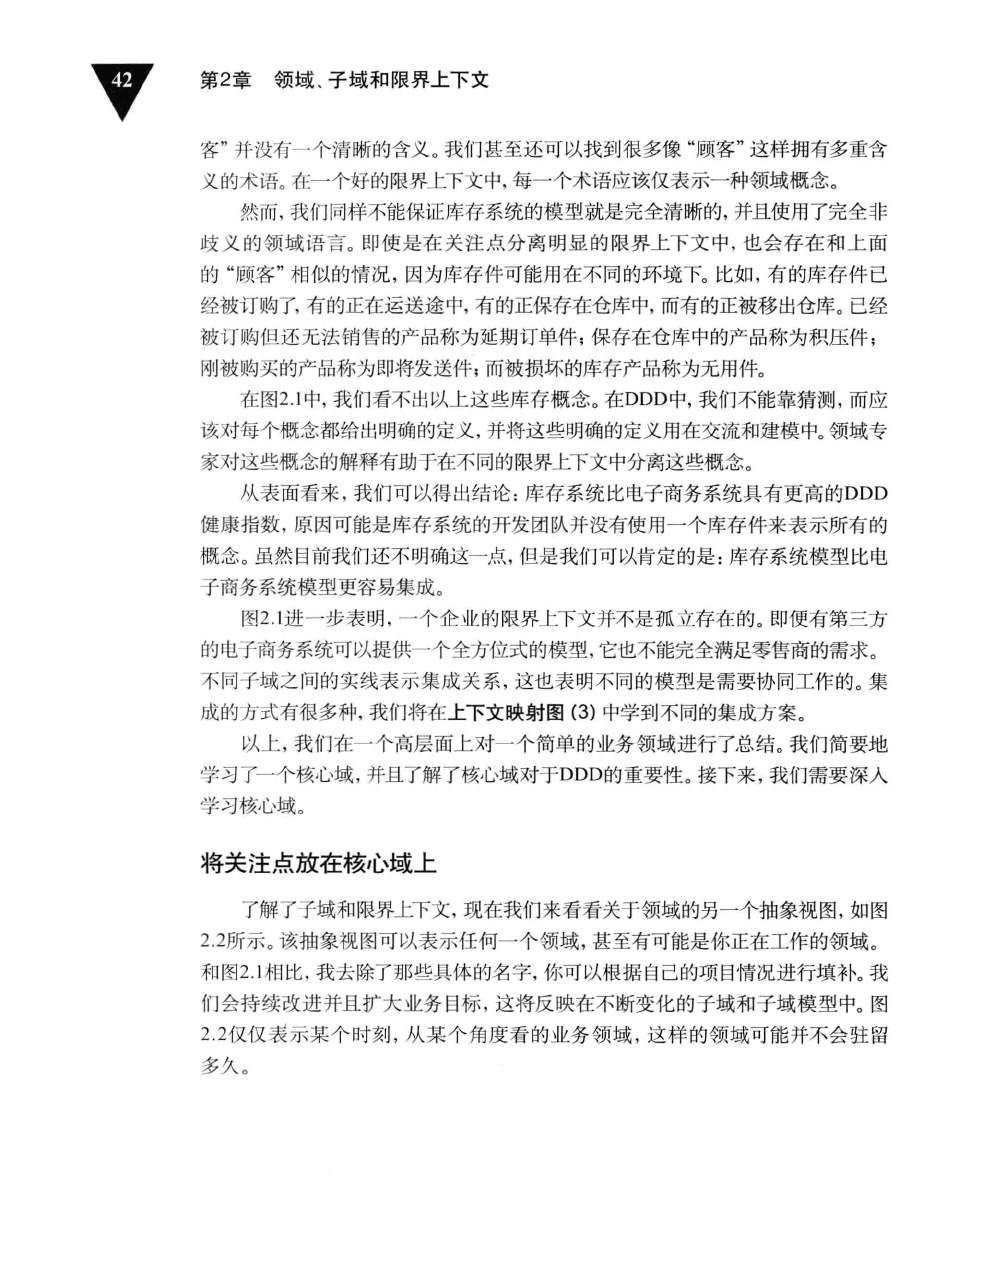 42
第2章 领域、子域和限界上下文
客”并没有一个清晰的含义。我们甚至还可以找到很多像“顾客”这样拥有多重含
义的术语。在一个好的限界上下文中，每一个术语应该仅表示一种领域概念。
然而，我们同样不能保证库存系统的模型就是完全清晰的，并且使用了完全非
歧义的领域语言。即使是在关注点分离明显的限界上下文中，也会存在和上面
的“顾客”相似的情况，因为库存件可能用在不同的环境下。比如，有的库存件已
经被订购了，有的正在运送途中，有的正保存在仓库中，而有的正被移出仓库。已经
被订购但还无法销售的产品称为延期订单件；保存在仓库中的产品称为积压件；
刚被购买的产品称为即将发送件；而被损坏的库存产品称为无用件。
在图2.1中，我们看不出以上这些库存概念。在DDD中，我们不能靠猜测，而应
该对每个概念都给出明确的定义，并将这些明确的定义用在交流和建模中。领域专
家对这些概念的解释有助于在不同的限界上下文中分离这些概念。
从表面看来，我们可以得出结论：库存系统比电子商务系统具有更高的DDD
健康指数，原因可能是库存系统的开发团队并没有使用一个库存件来表示所有的
概念。虽然目前我们还不明确这一点，但是我们可以肯定的是：库存系统模型比电
子商务系统模型更容易集成。
图2.1进一步表明，一个企业的限界上下文并不是孤立存在的。即便有第三方
的电子商务系统可以提供一个全方位式的模型，它也不能完全满足零售商的需求。
不同子域之间的实线表示集成关系，这也表明不同的模型是需要协同工作的。集
成的方式有很多种，我们将在上下文映射图（3）中学到不同的集成方案。
以上，我们在一个高层面上对一个简单的业务领域进行了总结。我们简要地
学习了一个核心域，并且了解了核心域对于DDD的重要性。接下来，我们需要深入
学习核心域。
将关注点放在核心域上
了解了子域和限界上下文，现在我们来看看关于领域的另一个抽象视图，如图
2.2所示。该抽象视图可以表示任何一个领域，甚至有可能是你正在工作的领域。
和图2.1相比，我去除了那些具体的名字，你可以根据自己的项目情况进行填补。我
们会持续改进并且扩大业务目标，这将反映在不断变化的子域和子域模型中。图
2.2仅仅表示某个时刻，从某个角度看的业务领域，这样的领域可能并不会驻留
多久。